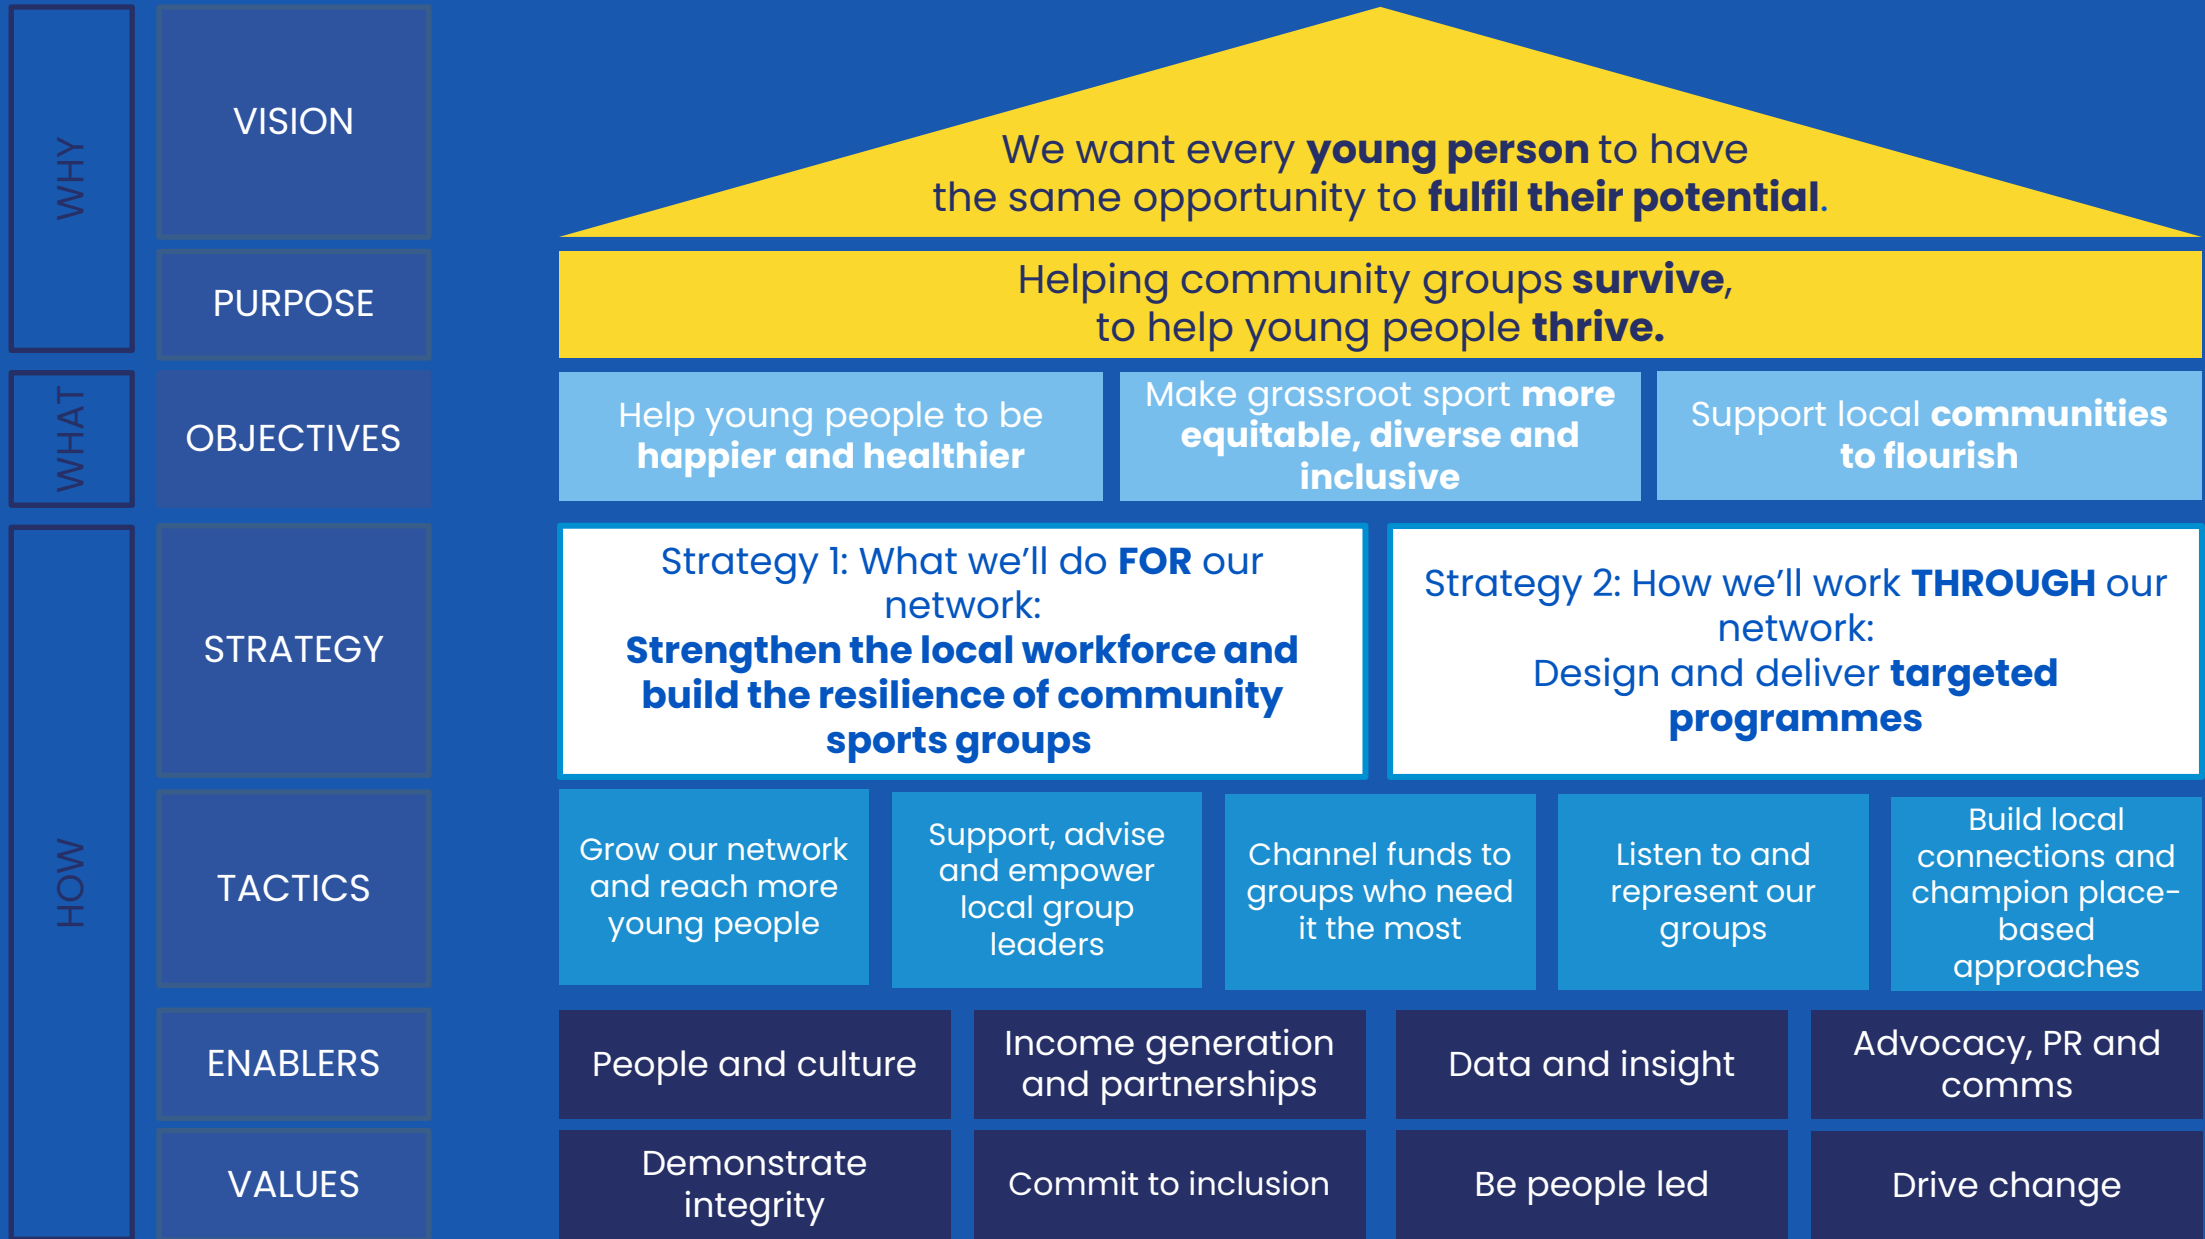 WHY
VISION
We want every young person to have
the same opportunity to fulfil their potential.
PURPOSE
Helping community groups survive,
to help young people thrive.
WHAT
OBJECTIVES
Help young people to be
happier and healthier
Make grassroot sport more
equitable, diverse and
inclusive
Support local communities
to flourish
HOW
STRATEGY
Strategy 1: What we'll do FOR our
network:
Strengthen the local workforce and
build the resilience of community
sports groups
Strategy 2: How we'll work THROUGH our
network:
Design and deliver targeted
programmes
TACTICS
Grow our network
and reach more
young people
Support, advise
and empower
local group
leaders
Channel funds to
groups who need
it the most
Listen to and
represent our
groups
Build local
connections and
champion place-
based
approaches
ENABLERS
People and culture
Income generation
and partnerships
Data and insight
Advocacy, PR and
comms
VALUES
Demonstrate
integrity
Commit to inclusion
Be people led
Drive change